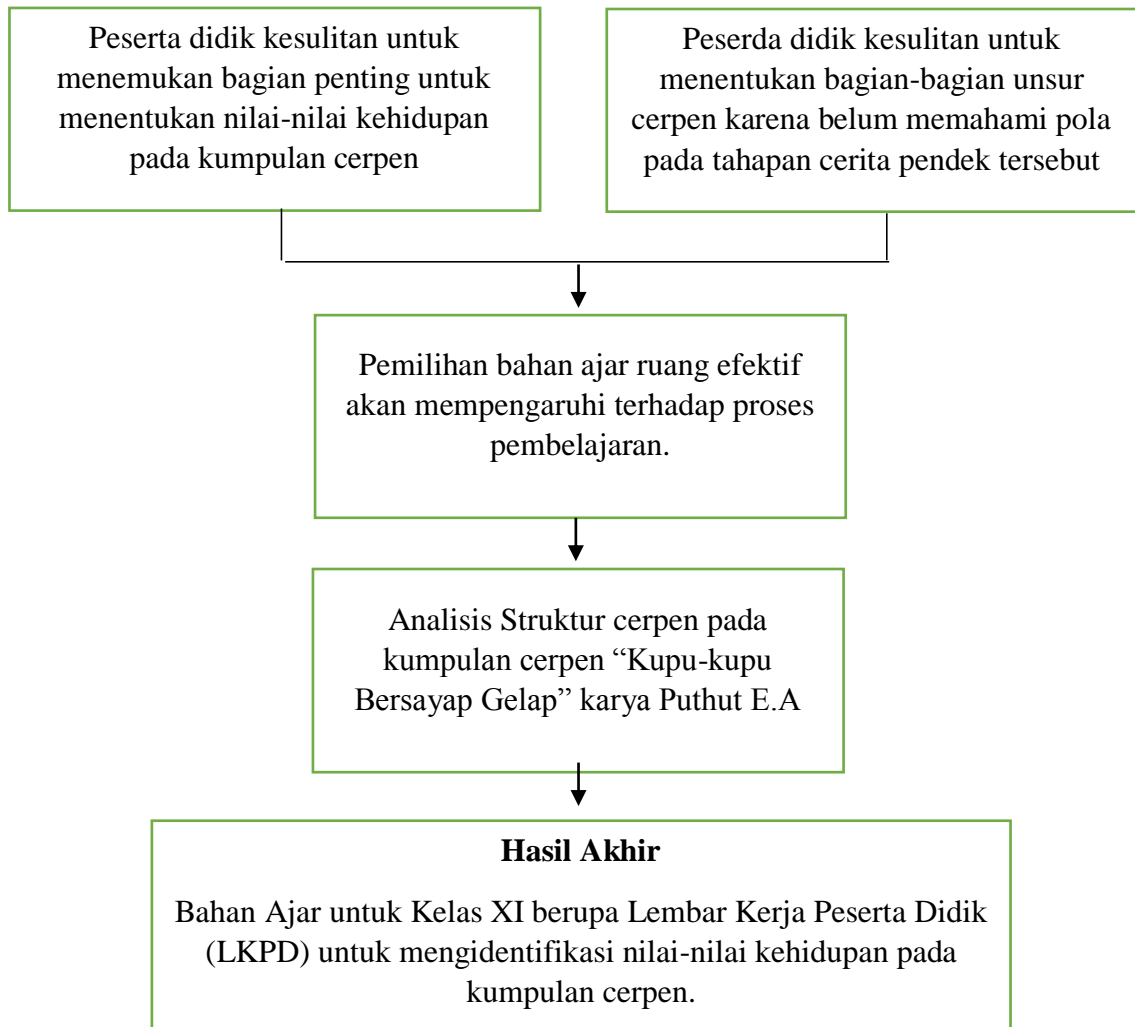 Peserta didik kesulitan untuk
menemukan bagian penting untuk
menentukan nilai-nilai kehidupan
pada kumpulan cerpen
Peserda didik kesulitan untuk
menentukan bagian-bagian unsur
cerpen karena belum memahami pola
pada tahapan cerita pendek tersebut
Pemilihan bahan ajar ruang efektif
akan mempengaruhi terhadap proses
pembelajaran.
Analisis Struktur cerpen pada
kumpulan cerpen “Kupu-kupu
Bersayap Gelap” karya Puthut E.A
Hasil Akhir
Bahan Ajar untuk Kelas XI berupa Lembar Kerja Peserta Didik
(LKPD) untuk mengidentifikasi nilai-nilai kehidupan pada
kumpulan cerpen.